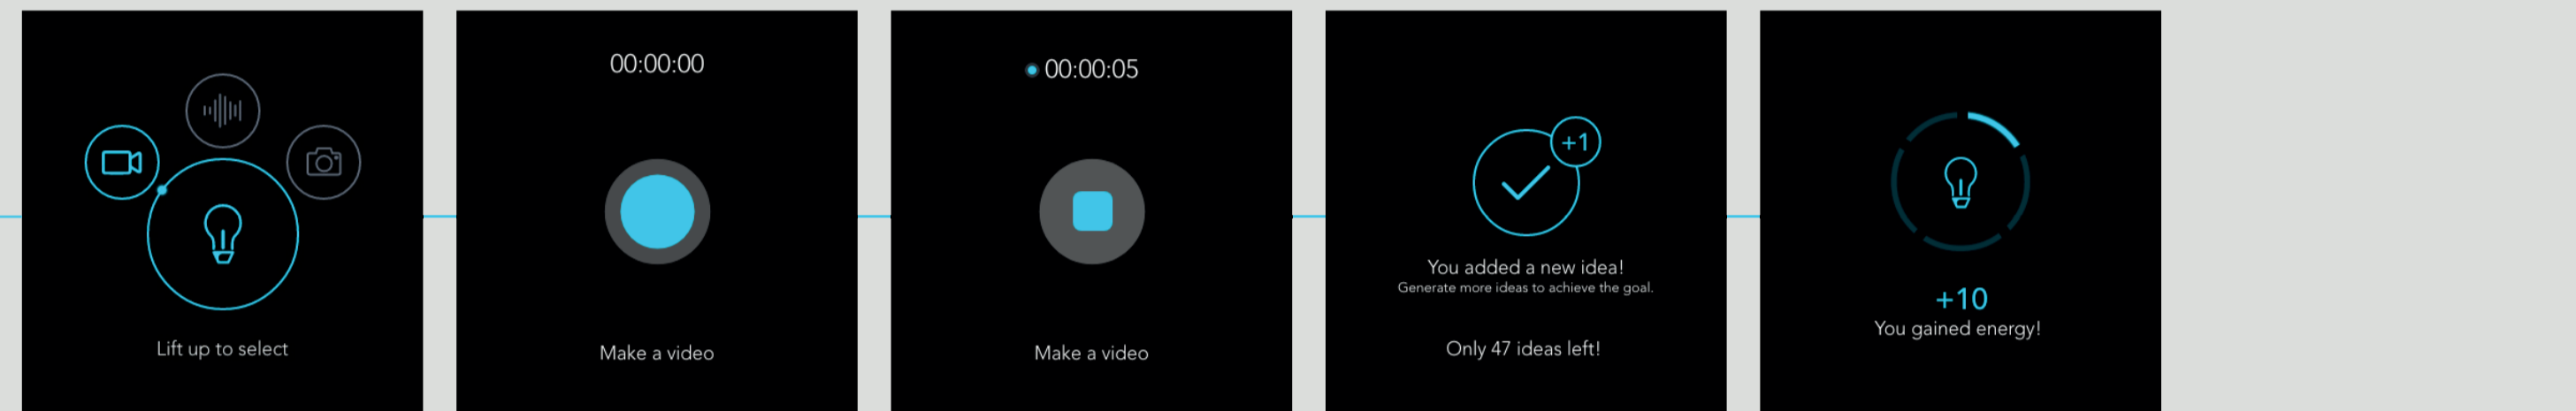 Lift up to select
00:00:00
Make a video
00:00:05
Make a video
+1
You added a new idea!
Generate more ideas to achieve the goal.
Only 47 ideas left!
+10
You gained energy!